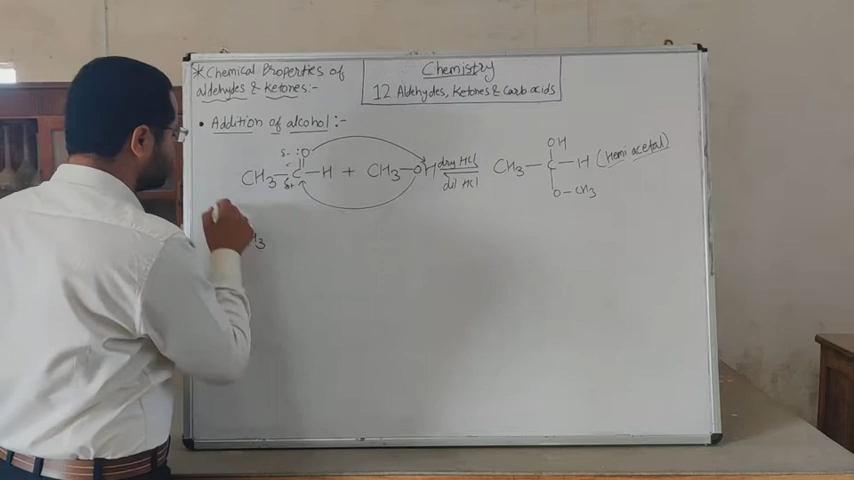 * Chemical Properties of
aldehydes & ketones:-
Chemistry
12 Aldehydes, Ketones & Carb acids
• Addition of alcohol :-
δ- :O
CH3—C—H + CH3—OH dry HCl CH3—C—H (Hemi acetal)
δ+ dil HCl
OH
O—CH3
H3